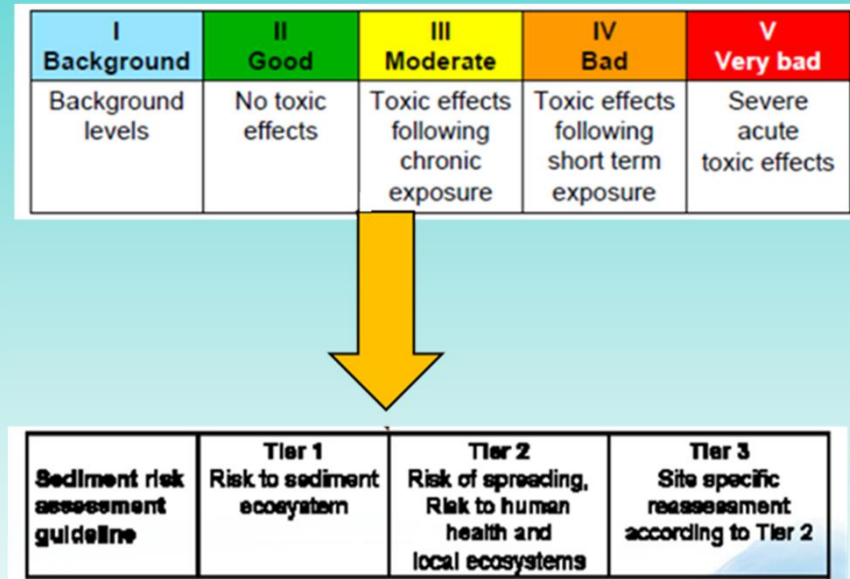 I
Background
II
Good
III
Moderate
IV
Bad
V
Very bad
Background
levels
No toxic
effects
Toxic effects
following
chronic
exposure
Toxic effects
following
short term
exposure
Severe
acute
toxic effects
Sediment risk
assessment
guideline
Tier 1
Risk to sediment
ecosystem
Tier 2
Risk of spreading,
Risk to human
health and
local ecosystems
Tier 3
Site specific
reassessment
according to Tier 2